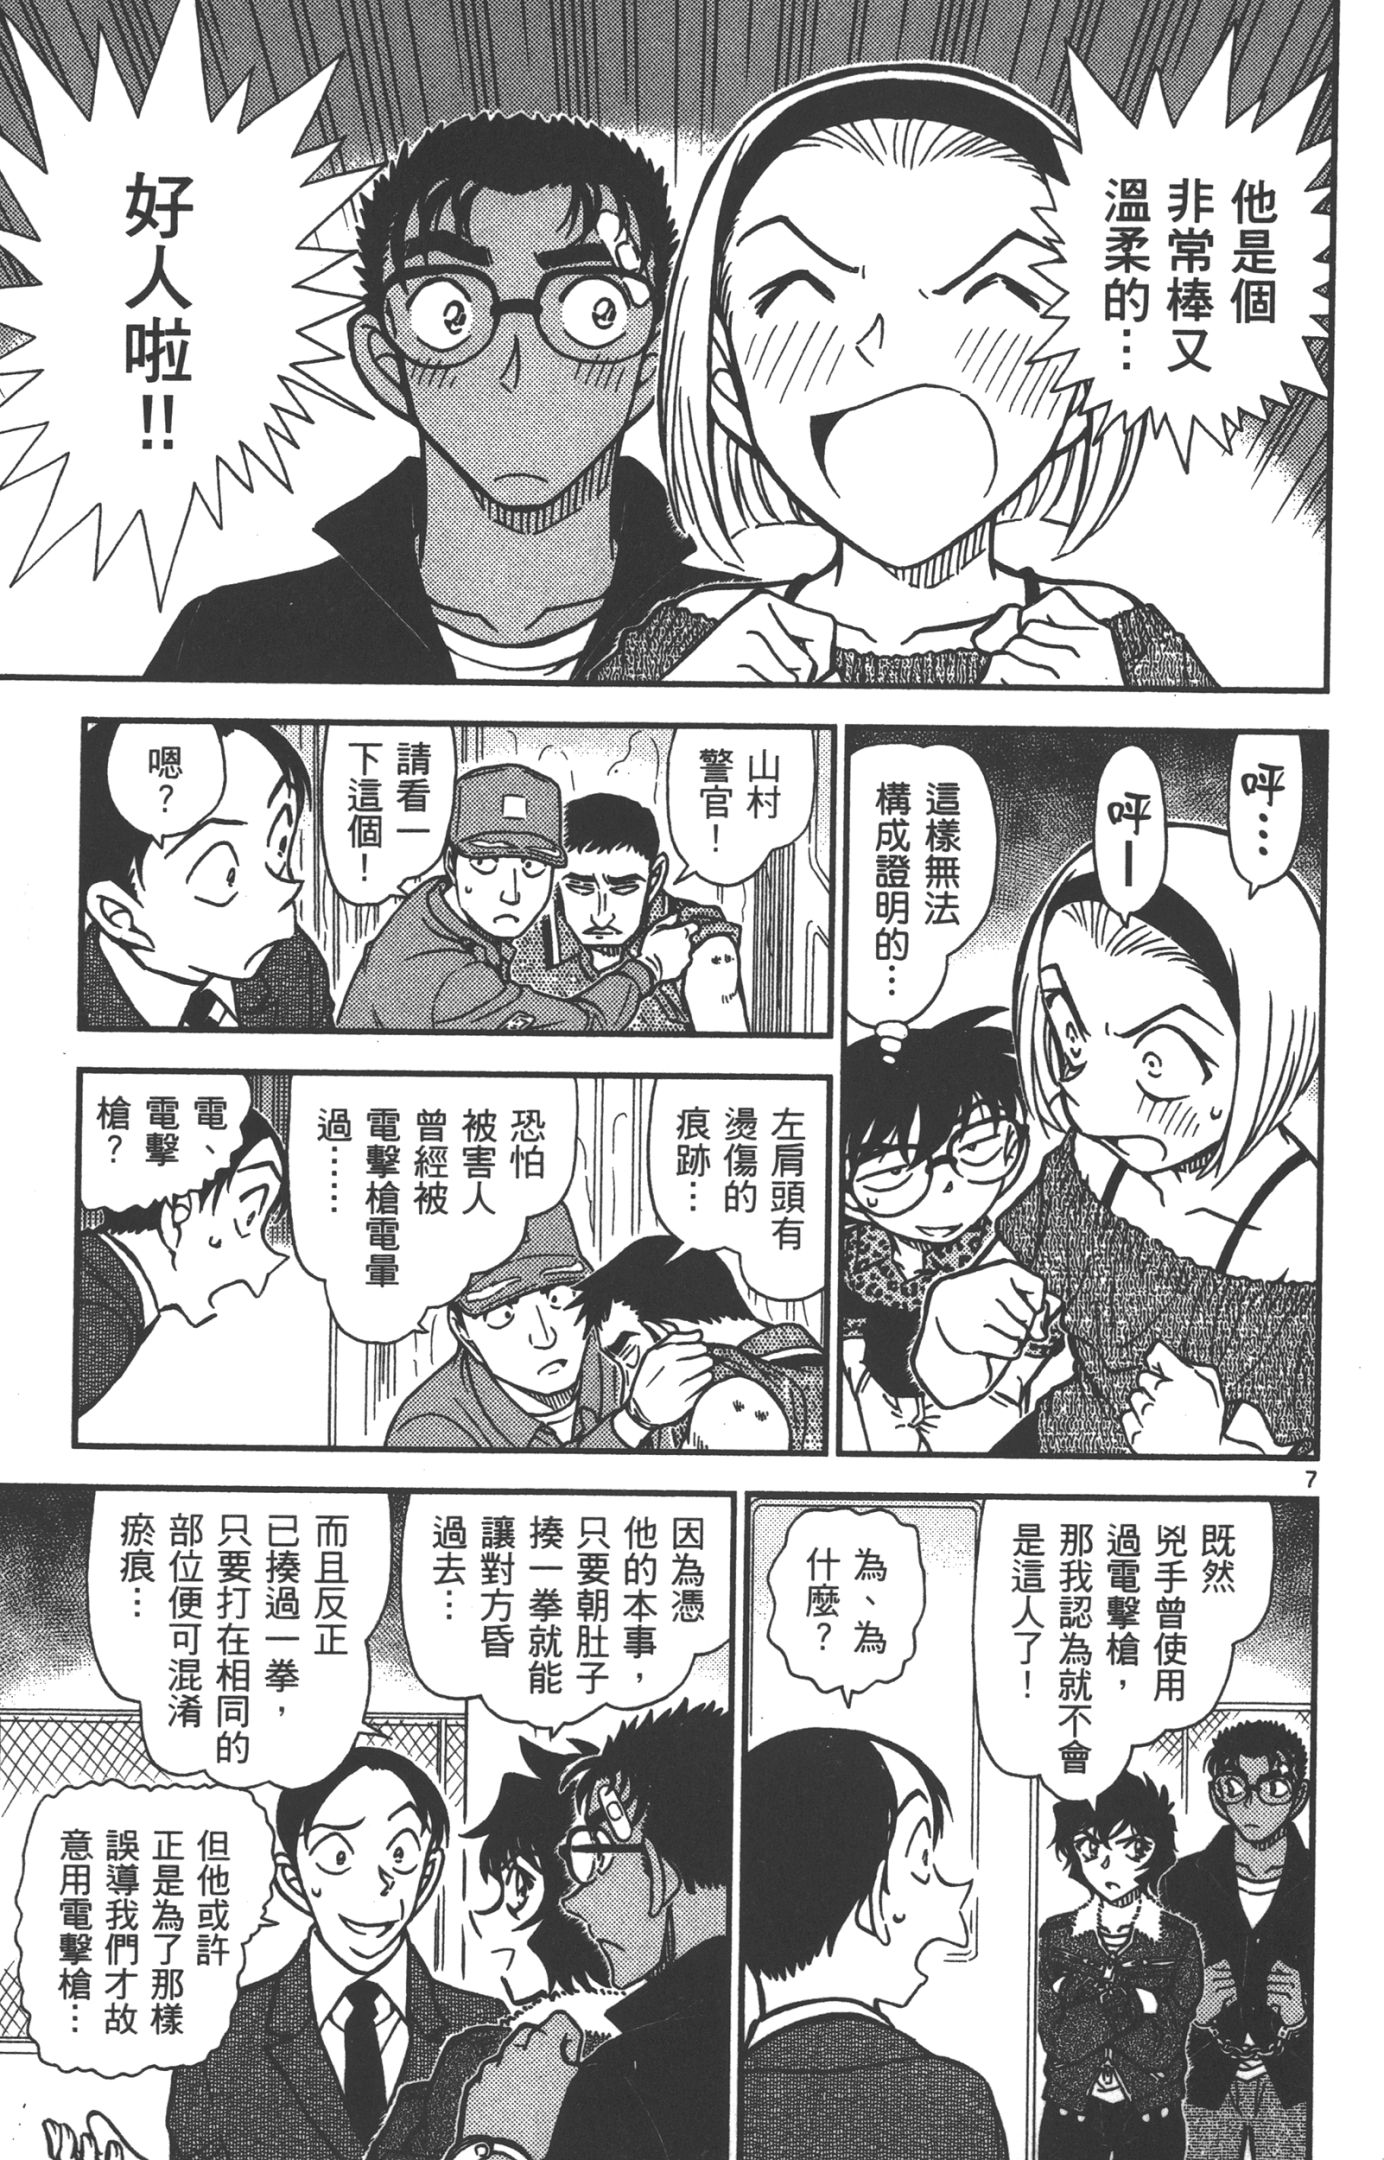 他是個
非常棒又
溫柔的…
好人啦!!
呼…
呼ー
這樣無法
構成證明的…
山村
警官!
請看一
下這個!
嗯?
左肩頭有
燙傷的
痕跡…
恐怕
被害人
曾經被
電擊槍電暈
過……
電、
電擊
槍?
7
既然
兇手曾使用
過電擊槍，
那我認為就不會
是這人了!
為、為
什麼?
因為憑
他的本事，
只要朝肚子
揍一拳就能
讓對方昏
過去…
而且反正
已揍過一拳，
只要打在相同的
部位便可混淆
瘀痕…
但他或許
正是為了那樣
誤導我們才故
意用電擊槍…